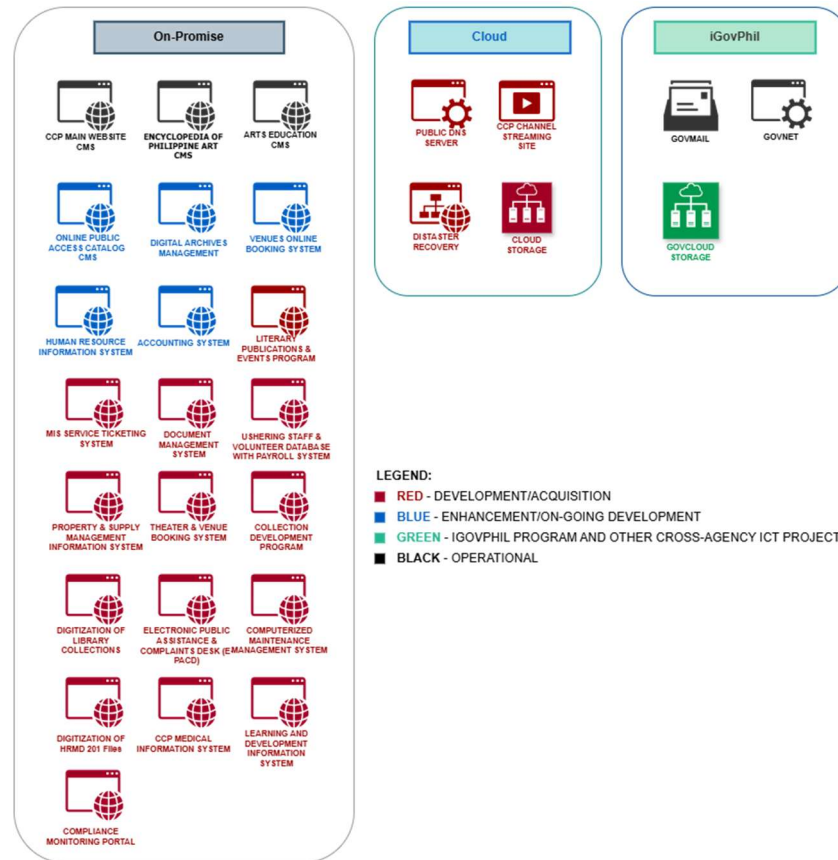 On-Promise
CCP MAIN WEBSITE
CMS
ENCYCLOPEDIA OF
PHILIPPINE ART
CMS
ARTS EDUCATION
CMS
ONLINE PUBLIC
ACCESS CATALOG
CMS
DIGITAL ARCHIVES
MANAGEMENT
VENUES ONLINE
BOOKING SYSTEM
HUMAN RESOURCE
INFORMATION SYSTEM
ACCOUNTING SYSTEM
LITERARY
PUBLICATIONS &
EVENTS PROGRAM
MIS SERVICE TICKETING
SYSTEM
DOCUMENT
MANAGEMENT
SYSTEM
USHERING STAFF &
VOLUNTEER DATABASE
WITH PAYROLL SYSTEM
PROPERTY & SUPPLY
MANAGEMENT
INFORMATION SYSTEM
THEATER & VENUE
BOOKING SYSTEM
COLLECTION
DEVELOPMENT
PROGRAM
DIGITIZATION OF
LIBRARY
COLLECTIONS
ELECTRONIC PUBLIC
ASSISTANCE &
COMPLAINTS DESK (E
PACD)
COMPUTERIZED
MAINTENANCE
MANAGEMENT SYSTEM
DIGITIZATION OF
HRMD 201 Files
CCP MEDICAL
INFORMATION SYSTEM
LEARNING AND
DEVELOPMENT
INFORMATION
SYSTEM
COMPLIANCE
MONITORING PORTAL
Cloud
PUBLIC DNS
SERVER
CCP CHANNEL
STREAMING
SITE
DISTASTER
RECOVERY
CLOUD
STORAGE
iGovPhil
GOVMAIL
GOVNET
GOVCLOUD
STORAGE
LEGEND:
RED - DEVELOPMENT/ACQUISITION
BLUE - ENHANCEMENT/ON-GOING DEVELOPMENT
GREEN - IGOVPHIL PROGRAM AND OTHER CROSS-AGENCY ICT PROJECT
BLACK - OPERATIONAL